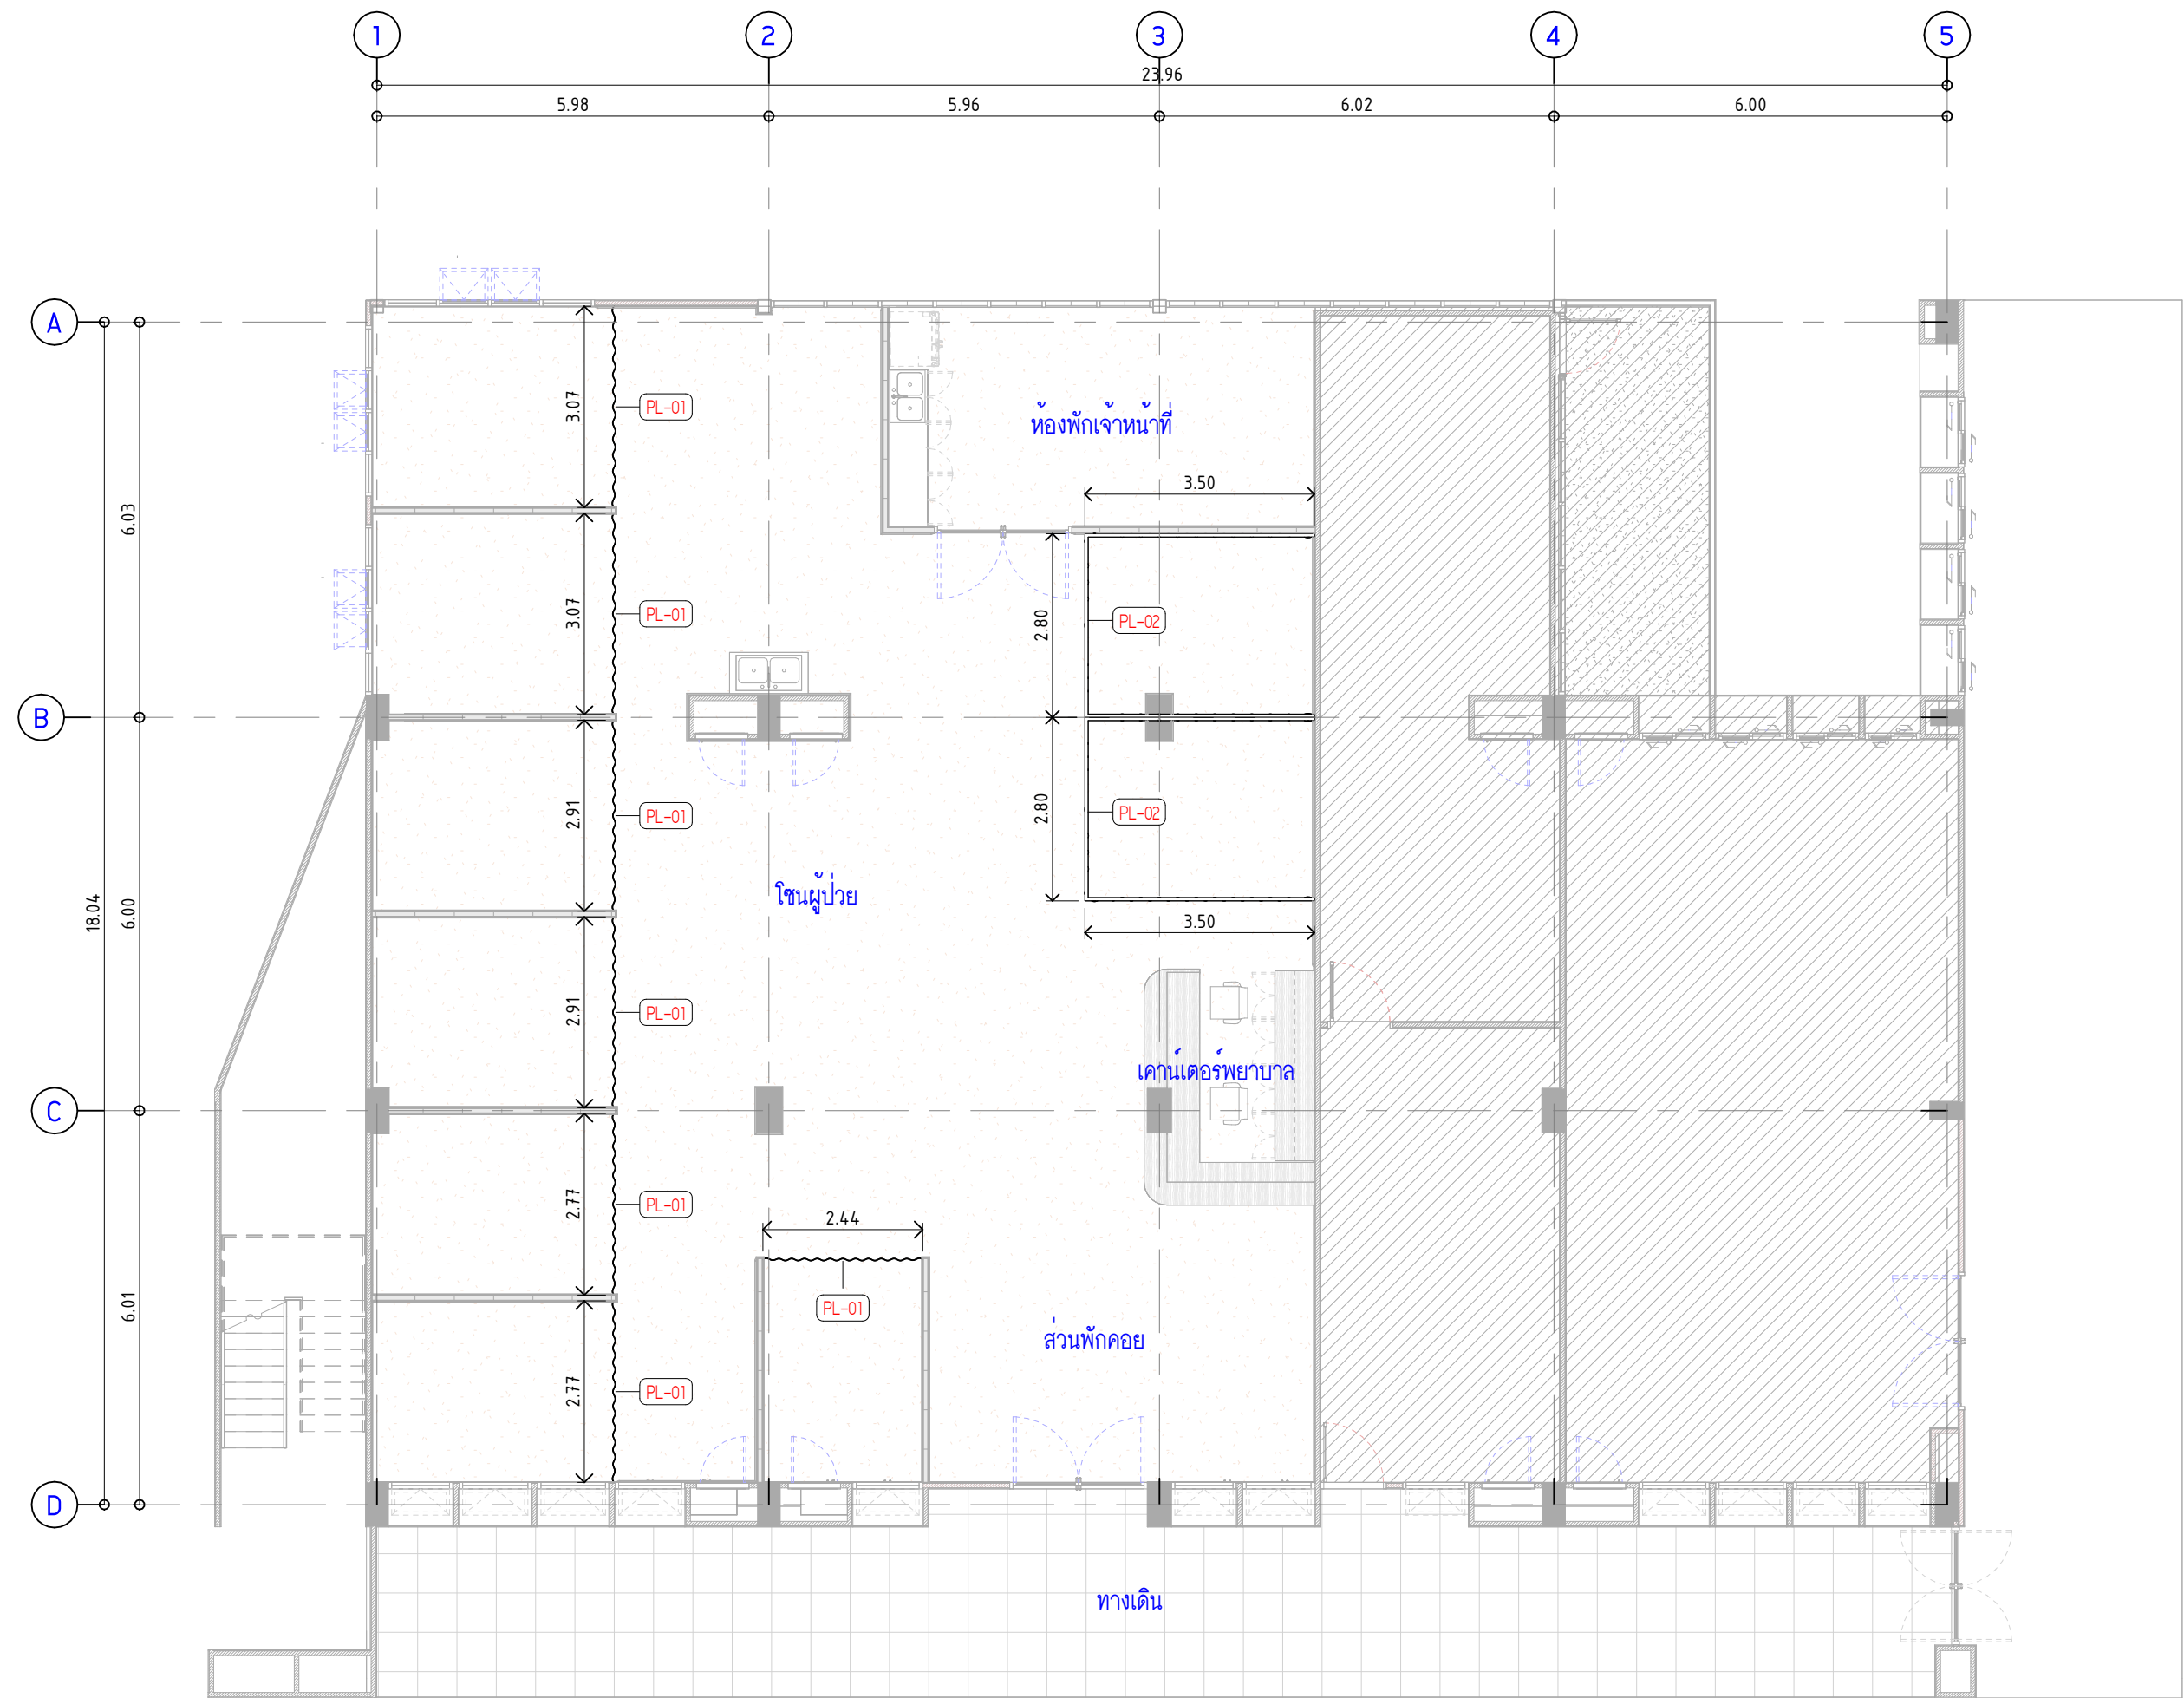 1 2 3 4 5
23.96
5.98 5.96 6.02 6.00
A
B
C
D
18.04
6.03
6.00
6.01
3.07
PL-01
ห้องพักเจ้าหน้าที่
3.50
3.07
PL-01
2.80
PL-02
2.91
PL-01
2.80
PL-02
โซนผู้ป่วย
3.50
2.91
PL-01
เคาน์เตอร์พยาบาล
2.77
PL-01
2.44
PL-01
ส่วนพักคอย
2.77
PL-01
ทางเดิน